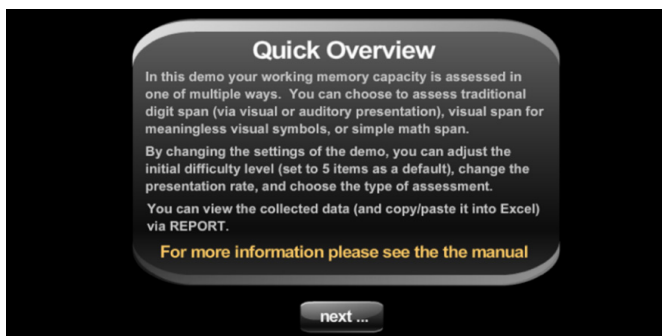 Quick Overview
In this demo your working memory capacity is assessed in
one of multiple ways. You can choose to assess traditional
digit span (via visual or auditory presentation), visual span for
meaningless visual symbols, or simple math span.
By changing the settings of the demo, you can adjust the
initial difficulty level (set to 5 items as a default), change the
presentation rate, and choose the type of assessment.
You can view the collected data (and copy/paste it into Excel)
via REPORT.
For more information please see the the manual
next ...